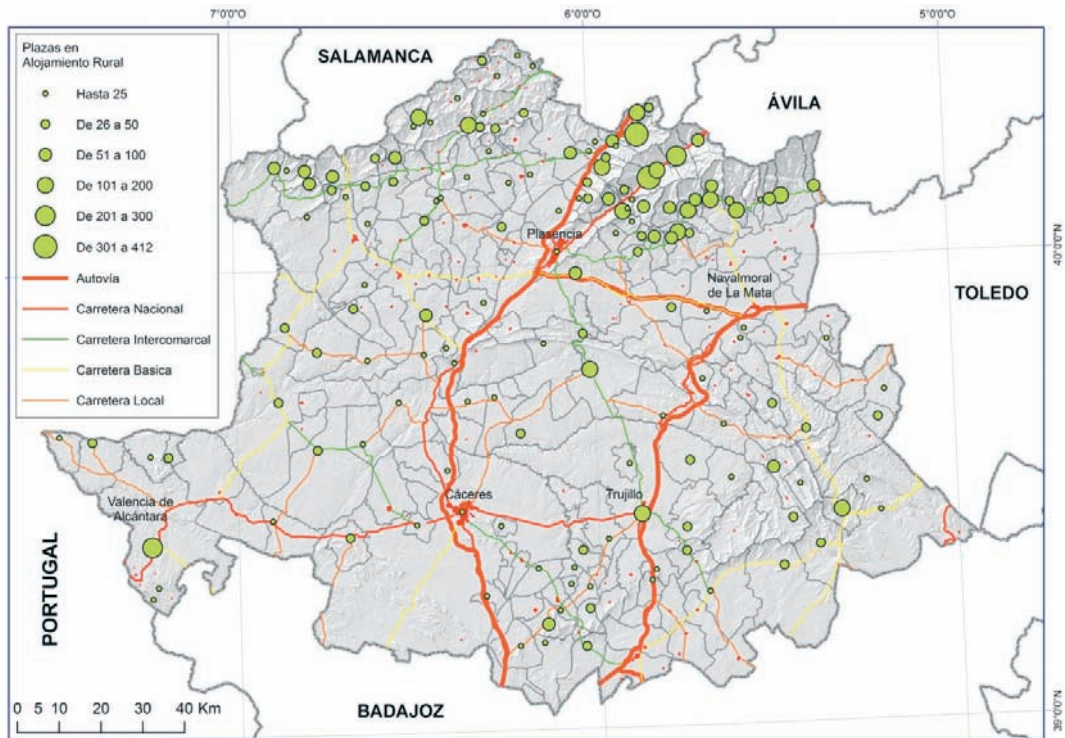 7°0'0"O
6°0'0"O
5°0'0"O
Plazas en
Alojamiento Rural
Hasta 25
De 26 a 50
De 51 a 100
De 101 a 200
De 201 a 300
De 301 a 412
Autovía
Carretera Nacional
Carretera Intercomarcal
Carretera Basica
Carretera Local
SALAMANCA
ÁVILA
Plasencia
40°0'0"N
Navalmoral
de La Mata
TOLEDO
Cáceres
Trujillo
Valencia de
Alcántara
PORTUGAL
BADAJOZ
0 5 10 20 30 40 Km
39°0'0"N